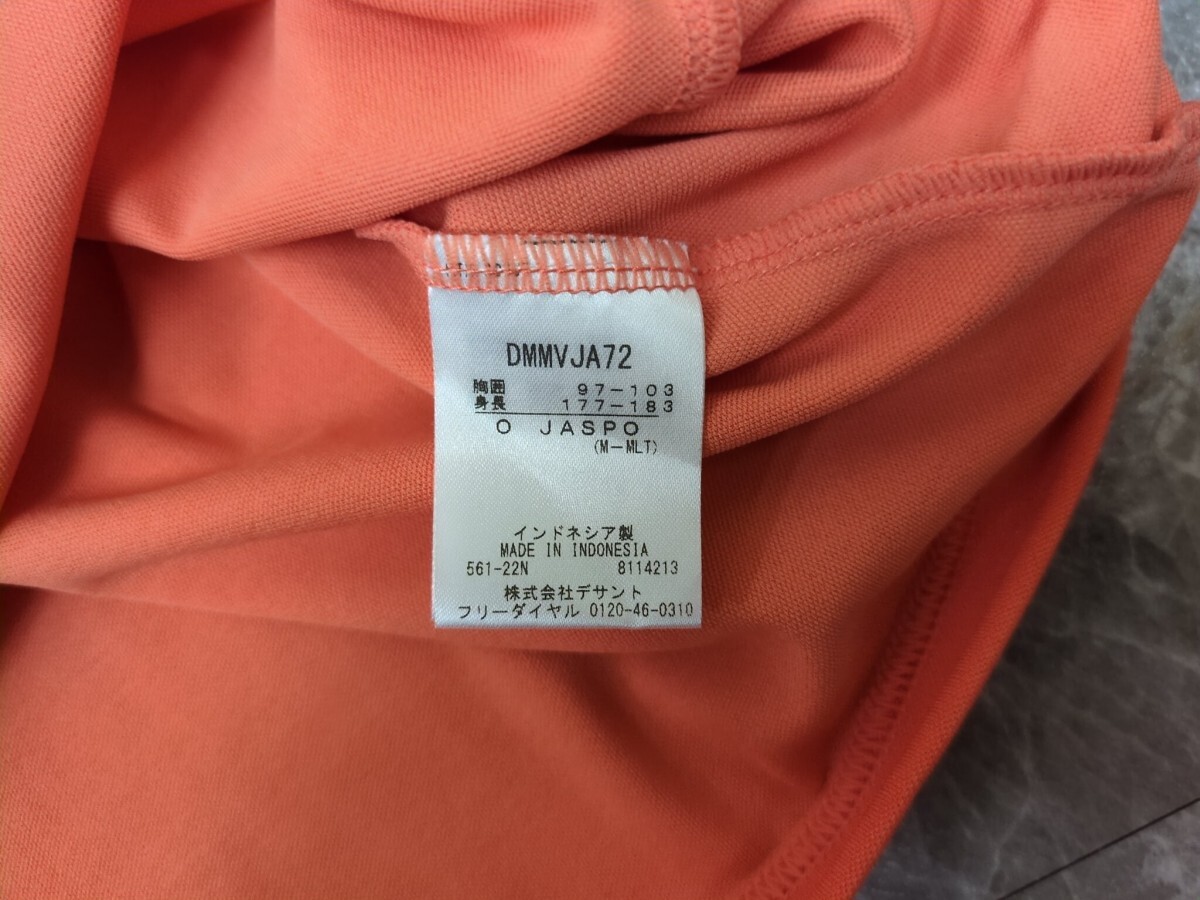 DMMVJA72
胸囲 97-103
身長 177-183
O JASPO
(M-MLT)
インドネシア製
MADE IN INDONESIA
561-22N 8114213
株式会社デサント
フリーダイヤル 0120-46-0310